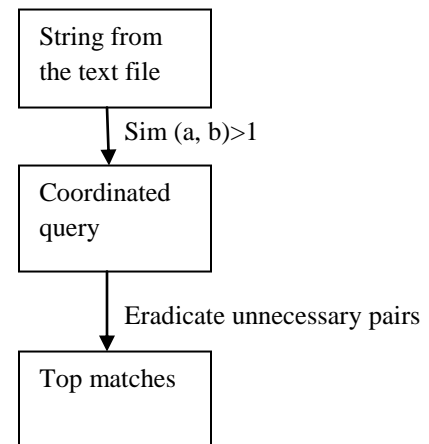 String from
the text file
Sim (a, b)>1
Coordinated
query
Eradicate unnecessary pairs
Top matches